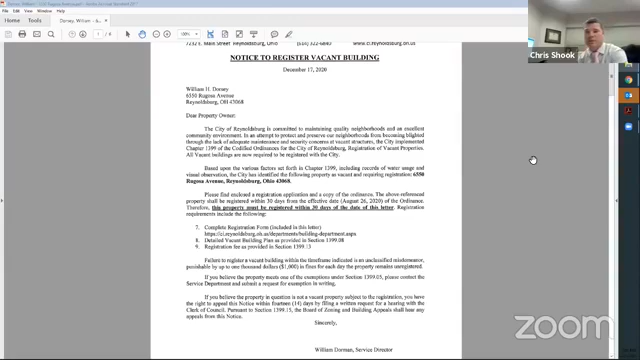 Home Tools
NOTICE TO REGISTER VACANT BUILDING
December 17, 2020
William H. Dorsey
6350 Rugosa Avenue
Reynoldsburg, OH 43068
Dear Property Owner:
The City of Reynoldsburg is committed to maintaining quality neighborhoods and an excellent
community environment. In an attempt to protect and preserve our neighborhoods from becoming blighted
through the lack of adequate maintenance and security concerns at vacant structures, the City implemented
Chapter 1399 of the Codified Ordinances for the City of Reynoldsburg, Registration of Vacant Properties.
All Vacant Buildings are now required to be registered with the City.
Based upon the various factors set forth in Chapter 1399, including records of water usage and
visual observation, the City has identified the following property as vacant and requiring registration: 6350
Rugosa Avenue, Reynoldsburg, Ohio 43068.
Please find enclosed a registration application and a copy of the ordinance. The above-referenced
property shall be registered within 30 days from the effective date (August 26, 2020) of the Ordinance.
Therefore, this property must be registered within 30 days of the date of this letter. Registration
requirements include the following:
7. Complete Registration Form (included in this letter)
https://ci.reynoldsburg.oh.us/departments/building-department.aspx
8. Detailed Vacant Building Plan as provided in Section 1399.08
9. Registration fee as provided in Section 1399.13
Failure to register a vacant building within the timeframe indicated is an unclassified misdemeanor,
punishable by up to one thousand dollars ($1,000) in fines for each day the property remains unregistered.
If you believe the property meets one of the exemptions under Section 1399.05, please contact the
Service Department and submit a request for exemption in writing.
If you believe the property in question is not a vacant property subject to the registration, you have
the right to appeal this Notice within fourteen (14) days by filing a written request for a hearing with the
Clerk of Council. Pursuant to Section 1399.15, the Board of Zoning and Building Appeals shall hear any
appeals from this Notice.
Sincerely,
William Dorman, Service Director
Chris Shook
zoom